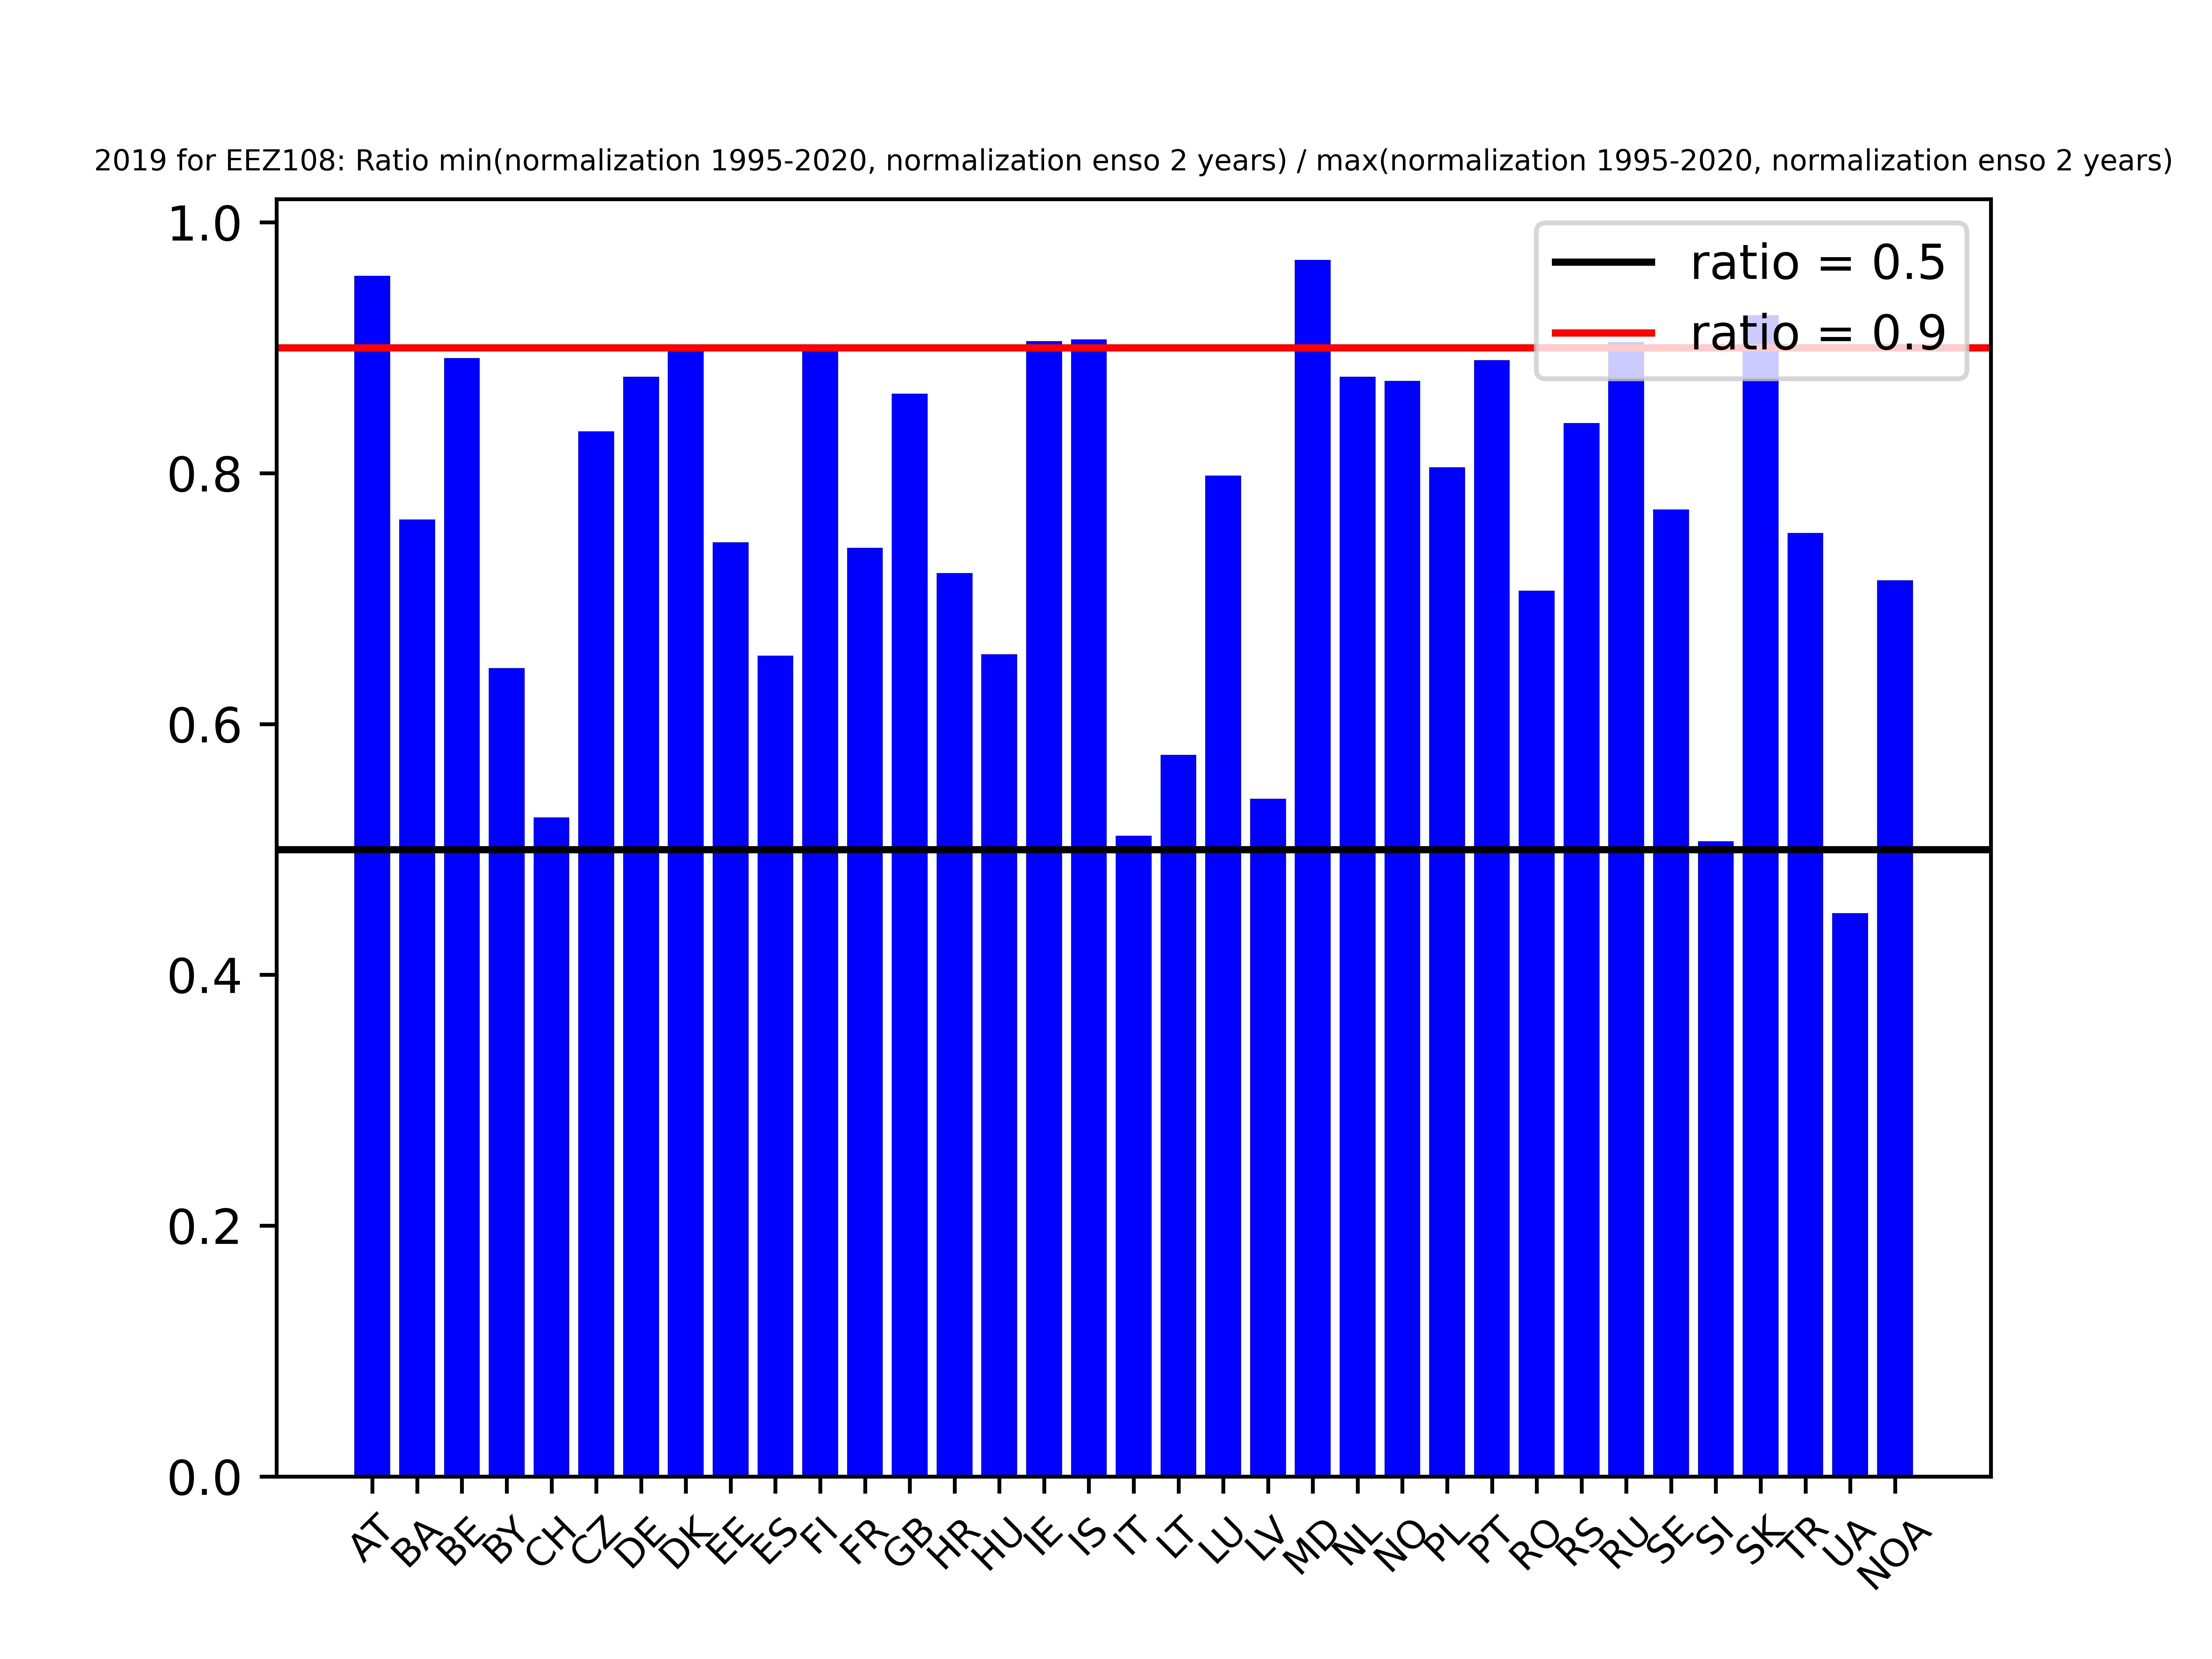 2019 for EEZ108: Ratio min(normalization 1995-2020, normalization enso 2 years) / max(normalization 1995-2020, normalization enso 2 years)
1.0
0.8
0.6
0.4
0.2
0.0
ratio = 0.5
ratio = 0.9
AT BA BE BY CH CZ DE DK EE ES FI FR GB HR HU IE IS IT LT LU LV MD NL NO PL PT RO RS RU SE SI SK TR UA NOA